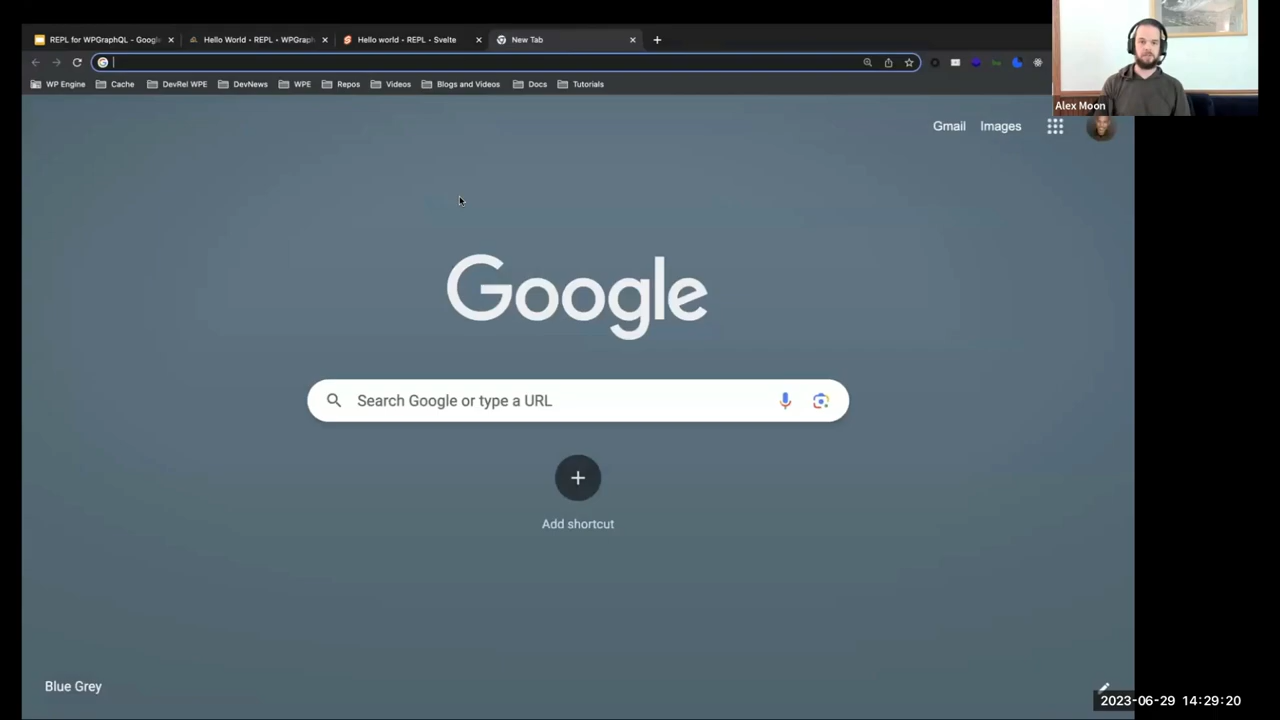 REPL for WPGraphQL - Google
Hello World • REPL • WPGraph
Hello world • REPL • S
New Tab
WP Engine
Cache
DevRel WPE
DevNews
WPE
Repos
Videos
Blogs and Videos
Docs
Tutorials
Alex Moon
Gmail
Images
Google
Search Google or type a URL
Add shortcut
Blue Grey
2023-06-29 14:29:20